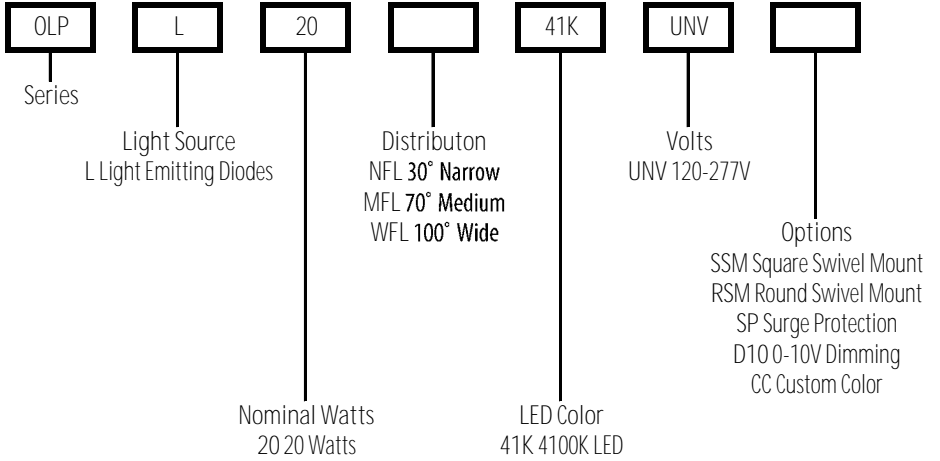 OLP L 20 41K UNV
Series
Light Source
L Light Emitting Diodes
Distributon
NFL 30° Narrow
MFL 70° Medium
WFL 100° Wide
Volts
UNV 120-277V
Options
SSM Square Swivel Mount
RSM Round Swivel Mount
SP Surge Protection
D10 0-10V Dimming
CC Custom Color
Nominal Watts
20 20 Watts
LED Color
41K 4100K LED